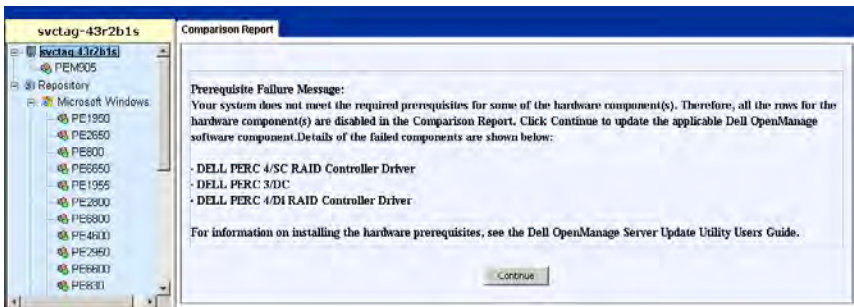 svctag-43r2b1s
Comparison Report
svctag-43r2b1s
PEM905
Repository
Microsoft Windows
PE1950
PE2650
PE800
PE6650
PE1955
PE2800
PE6800
PE4600
PE2950
PE6600
PE830
Prerequisite Failure Message:
Your system does not meet the required prerequisites for some of the hardware component(s). Therefore, all the rows for the
hardware component(s) are disabled in the Comparison Report. Click Continue to update the applicable Dell OpenManage
software component.Details of the failed components are shown below:
- DELL PERC 4/SC RAID Controller Driver
- DELL PERC 3/DC
- DELL PERC 4/Di RAID Controller Driver
For information on installing the hardware prerequisites, see the Dell OpenManage Server Update Utility Users Guide.
Continue